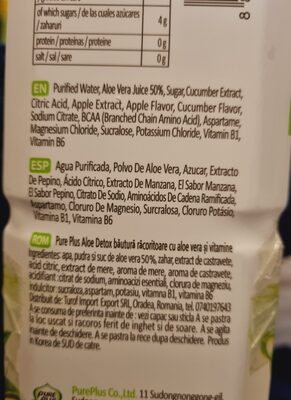 of which sugars / de las cuales azúcares
/ zaharuri
4g
protein / proteinas / proteine
0g
salt / sal / sare
0g
8
EN Purified Water, Aloe Vera Juice 50%, Sugar, Cucumber Extract,
Citric Acid, Apple Extract, Apple Flavor, Cucumber Flavor,
Sodium Citrate, BCAA (Branched Chain Amino Acid), Aspartame,
Magnesium Chloride, Sucralose, Potassium Chloride, Vitamin B1,
Vitamin B6
ESP Agua Purificada, Polvo De Aloe Vera, Azucar, Extracto
De Pepino, Ácido Cítrico, Extracto De Manzana, El Sabor Manzana,
El Sabor Pepino, Citrato De Sodio, Aminoácidos De Cadena Ramificada,
Aspartamo, Cloruro De Magnesio, Surcralosa, Cloruro Potásio,
Vitamina B1, Vitamina B6
ROM Pure Plus Aloe Detox băutură răcoritoare cu aloe vera și vitamine
Ingrediente: apa, pudra si suc de aloe vera 50%, zahar, extract de castravete,
acid citric, extract de mere, aroma de mere, aroma de castravete,
acidifiant: citrat de sodiu, aminoacizi esentiali, clorura de magneziu,
indulcitor: sucraloza, aspartam, potasiu, vitamina B1, vitamina B6
Distribuit de: Turof Import Export SRL, Oradea, Romania, tel. 0740197643
A se consuma de preferinta inainte de : vezi capac sau sticla A se pastra
la loc uscat si racoros ferit de inghet si de soare. A se agita
inainte de deschidere. A se pastra la rece dupa deschidere. Produs
in Korea de SUD de catre.
PURE PLUS
PurePlus Co.,Ltd. 11 Sudongnonggong-gil,